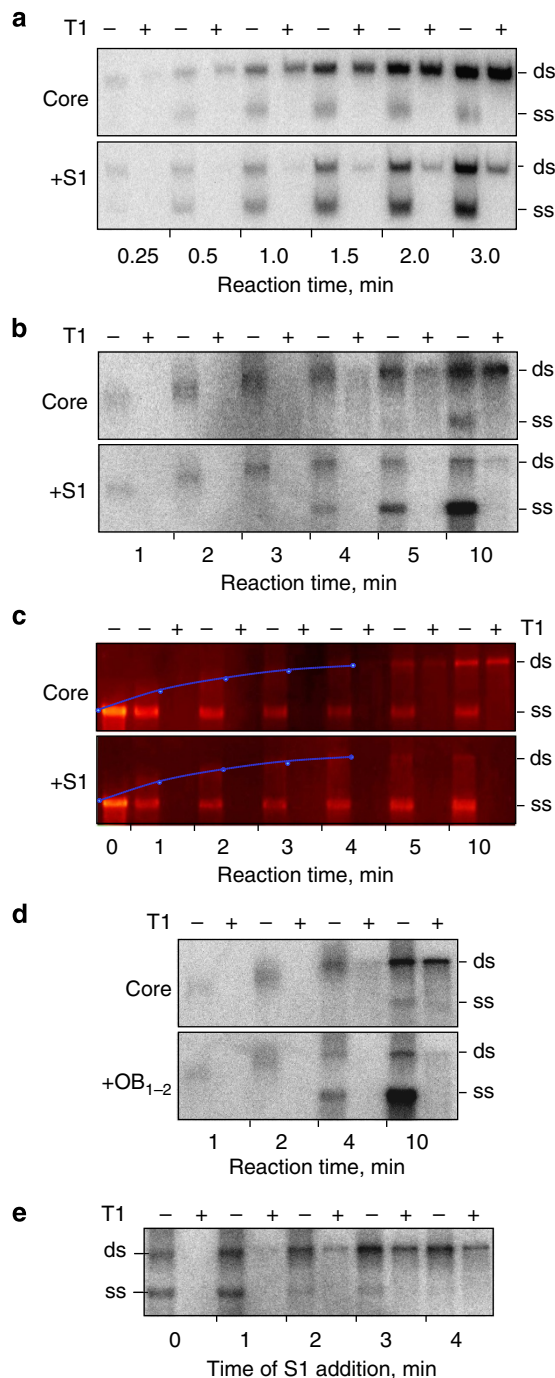 a
T1 – + – + – + – + – + – +
Core
ds
ss
+S1
ds
ss
0.25 0.5 1.0 1.5 2.0 3.0
Reaction time, min
b
T1 – + – + – + – + – + – +
Core
ds
ss
+S1
ds
ss
1 2 3 4 5 10
Reaction time, min
c
– – + – + – + – + – + – + T1
Core
ds
ss
+S1
ds
ss
0 1 2 3 4 5 10
Reaction time, min
d
T1 – + – + – + – +
Core
ds
ss
+OB1–2
ds
ss
1 2 4 10
Reaction time, min
e
T1 – + – + – + – + – +
ds
ss
0 1 2 3 4
Time of S1 addition, min